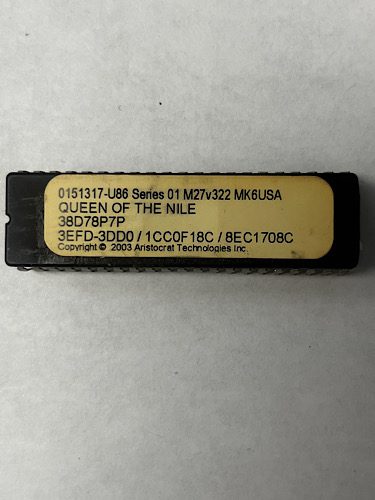 0151317-U86 Series 01 M27v322 MK6USA
QUEEN OF THE NILE
38D78P7P
3EFD-3DD0 / 1CC0F18C / 8EC1708C
Copyright © 2003 Aristocrat Technologies Inc.